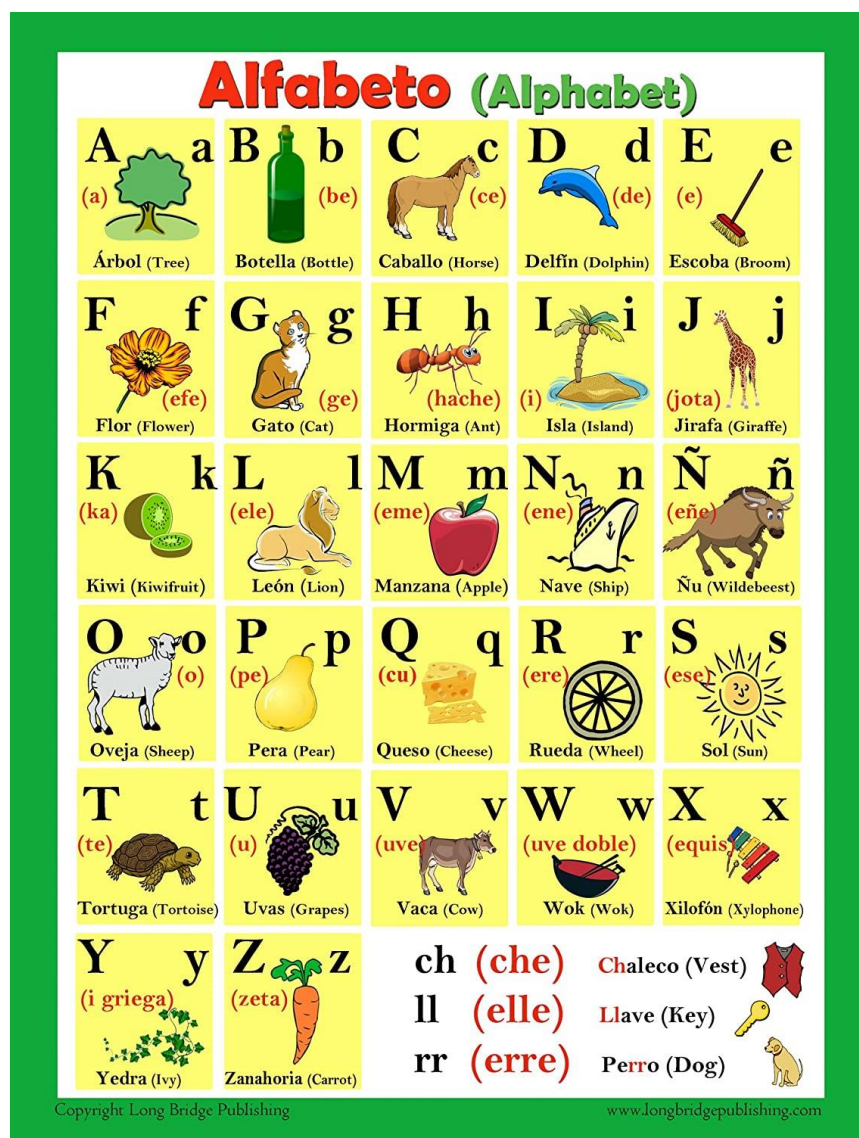 Alfabeto (Alphabet)
A a B b C c D d E e
(a) (be) (ce) (de) (e)
Árbol (Tree) Botella (Bottle) Caballo (Horse) Delfín (Dolphin) Escoba (Broom)
F f G g H h I i J j
(efe) (ge) (hache) (i) (jota)
Flor (Flower) Gato (Cat) Hormiga (Ant) Isla (Island) Jirafa (Giraffe)
K k L l M m N n Ñ ñ
(ka) (ele) (eme) (ene) (eñe)
Kiwi (Kiwifruit) León (Lion) Manzana (Apple) Nave (Ship) Ñu (Wildebeest)
O o P p Q q R r S s
(o) (pe) (cu) (ere) (ese)
Oveja (Sheep) Pera (Pear) Queso (Cheese) Rueda (Wheel) Sol (Sun)
T t U u V v W w X x
(te) (u) (uve) (uve doble) (equis)
Tortuga (Tortoise) Uvas (Grapes) Vaca (Cow) Wok (Wok) Xilofón (Xylophone)
Y y Z z
(i griega) (zeta)
Yedra (Ivy) Zanahoria (Carrot)
ch (che) Chaleco (Vest)
ll (elle) Llave (Key)
rr (erre) Perro (Dog)
Copyright Long Bridge Publishing www.longbridgepublishing.com